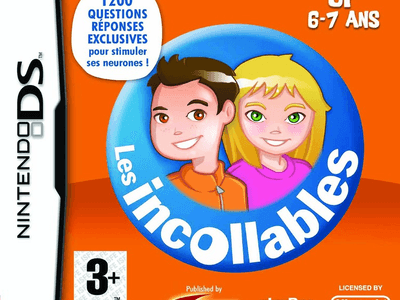 1200
QUESTIONS
RÉPONSES
EXCLUSIVES
pour stimuler
ses neurones !
CP
6-7 ANS
NINTENDO DS
Les
incollables
3+
Published by
LICENSED BY